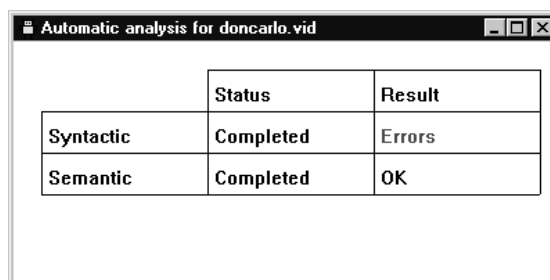 Automatic analysis for doncarlo.vid
Status Result
Syntactic Completed Errors
Semantic Completed OK